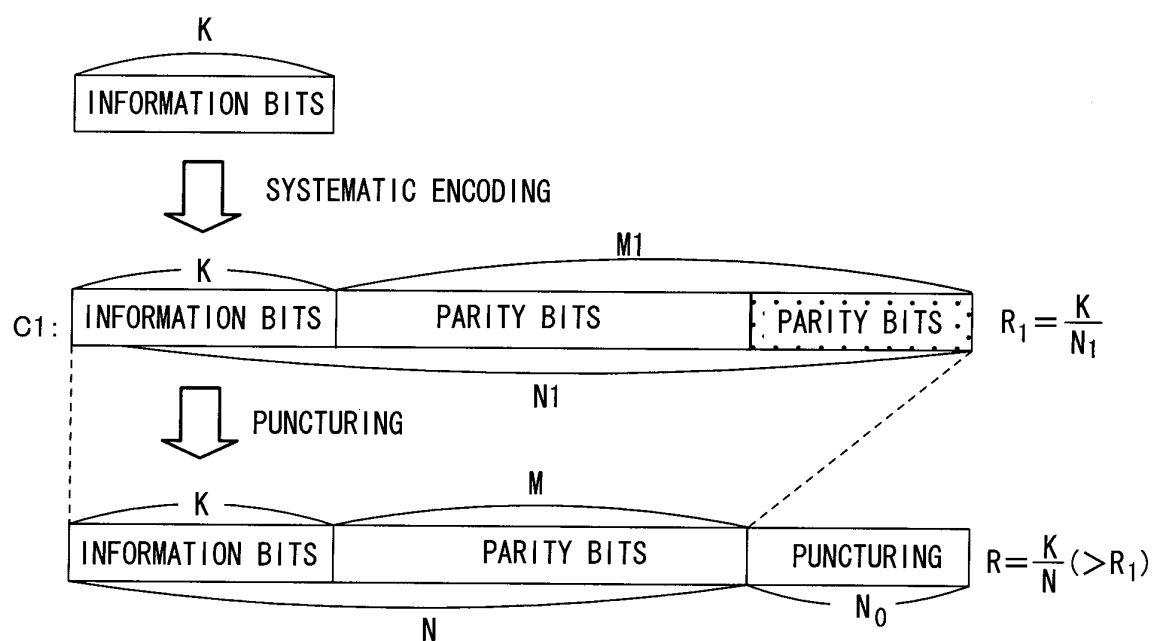 K
INFORMATION BITS
SYSTEMATIC ENCODING
K
M1
C1: INFORMATION BITS PARITY BITS PARITY BITS R₁=K/N₁
N1
PUNCTURING
K
M
INFORMATION BITS PARITY BITS PUNCTURING R=K/N(>R₁)
N
N₀